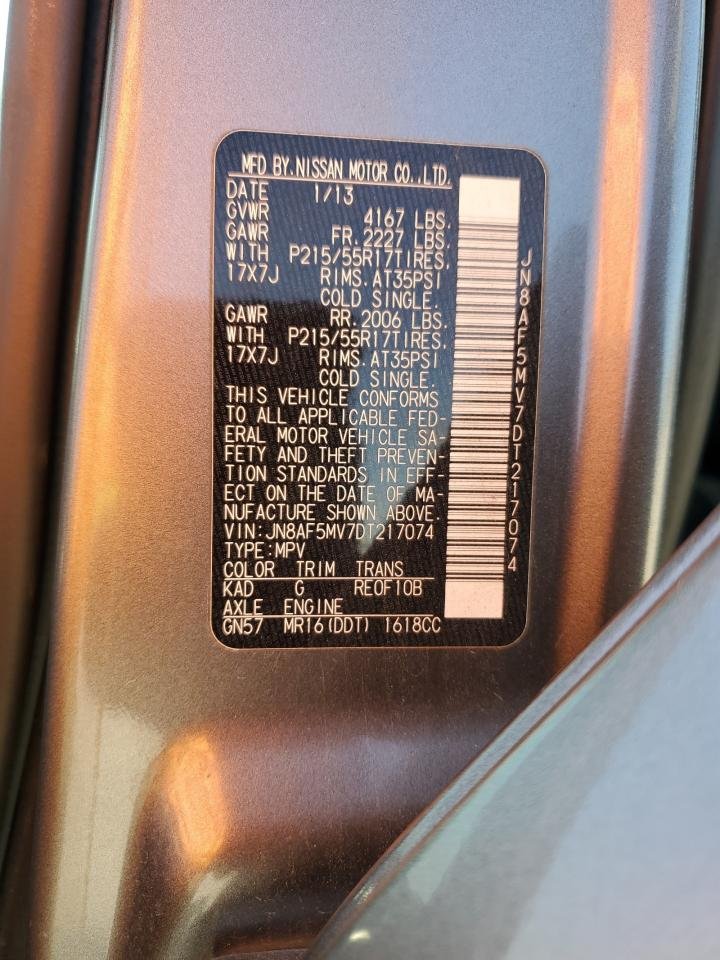 MFD BY.NISSAN MOTOR CO.,LTD.
DATE 1/13
GVWR 4167 LBS.
GAWR FR. 2227 LBS.
WITH P215/55R17TIRES.
17X7J RIMS. AT35PSI
COLD SINGLE.
GAWR RR. 2006 LBS.
WITH P215/55R17TIRES.
17X7J RIMS. AT35PSI
COLD SINGLE.
THIS VEHICLE CONFORMS
TO ALL APPLICABLE FED-
ERAL MOTOR VEHICLE SA-
FETY AND THEFT PREVEN-
TION STANDARDS IN EFF-
ECT ON THE DATE OF MA-
NUFACTURE SHOWN ABOVE.
VIN:JN8AF5MV7DT217074
TYPE:MPV
COLOR TRIM TRANS
KAD G REOF10B
AXLE ENGINE
GN57 MR16(DDT) 1618CC
JN8AF5MV7DT217074